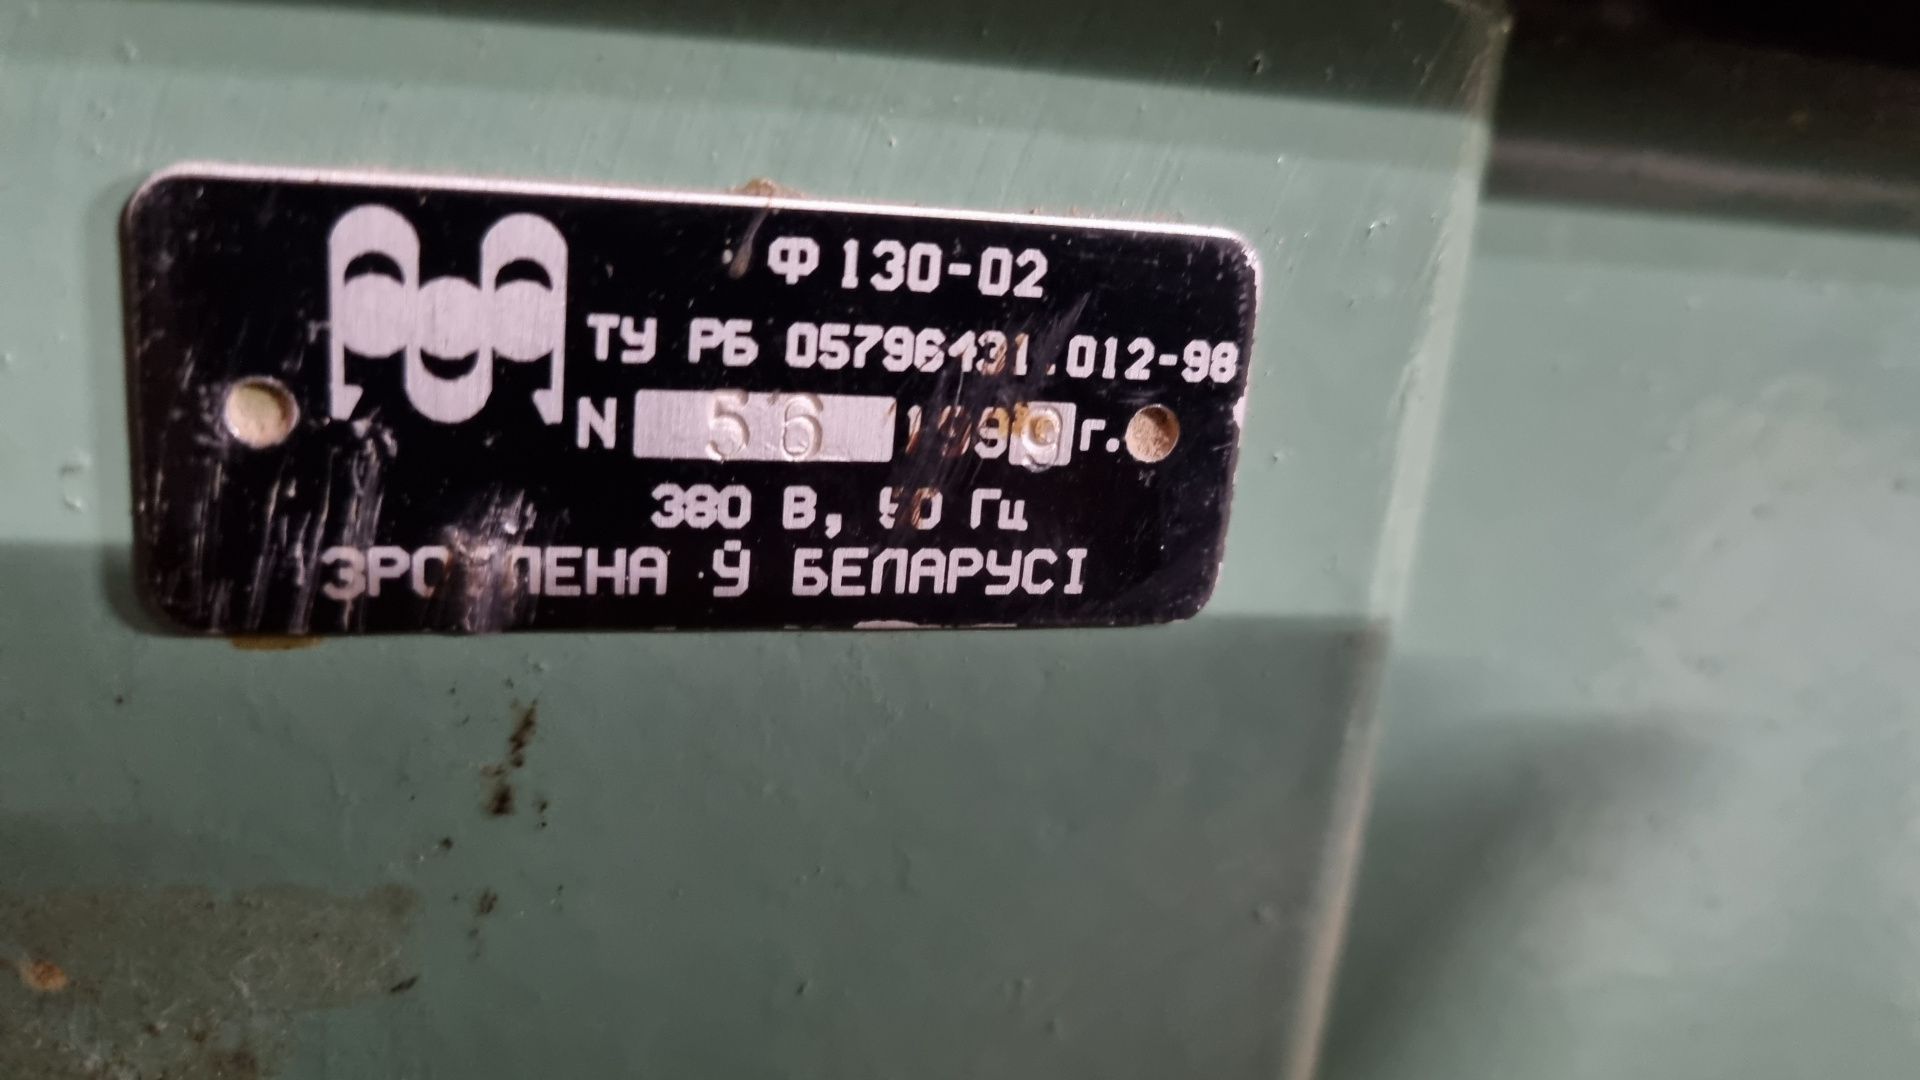 Ф 130-02
ТУ РБ 05796431.012-98
N 56 1999 г.
380 В, 50 Гц
ЗРОБЛЕНА Ў БЕЛАРУСІ